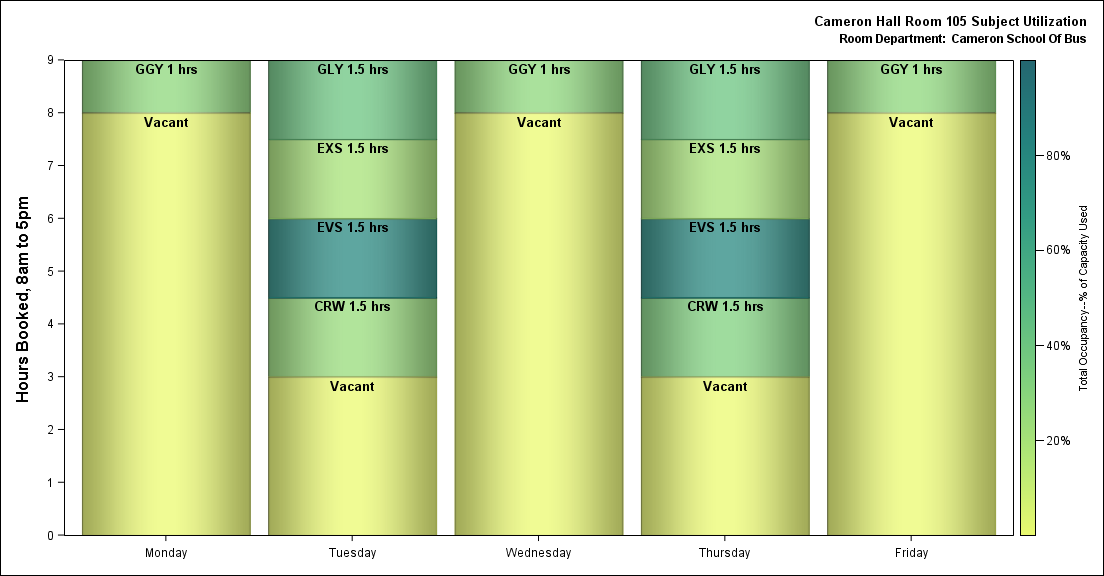 Cameron Hall Room 105 Subject Utilization
Room Department: Cameron School Of Bus
Hours Booked, 8am to 5pm
9
8
7
6
5
4
3
2
1
0
GGY 1 hrs
Vacant
GLY 1.5 hrs
EXS 1.5 hrs
EVS 1.5 hrs
CRW 1.5 hrs
Vacant
GGY 1 hrs
Vacant
GLY 1.5 hrs
EXS 1.5 hrs
EVS 1.5 hrs
CRW 1.5 hrs
Vacant
GGY 1 hrs
Vacant
Monday
Tuesday
Wednesday
Thursday
Friday
80%
60%
40%
20%
Total Occupancy--% of Capacity Used